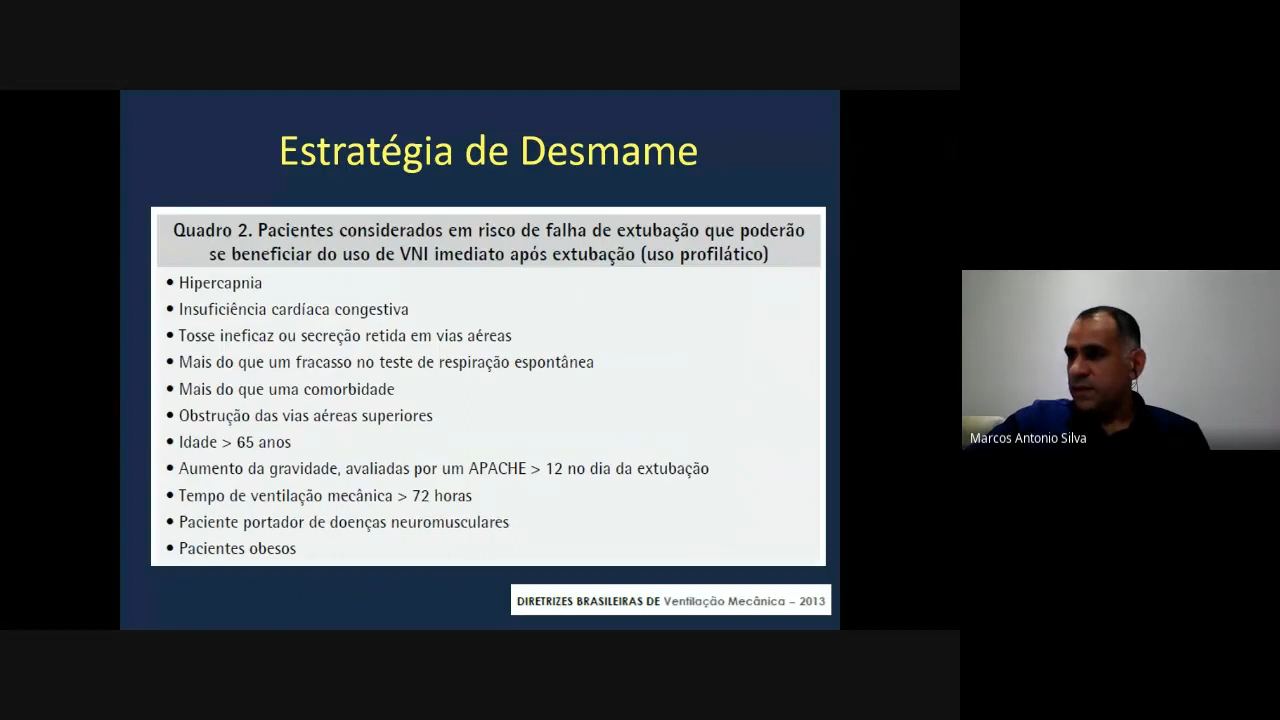 Estratégia de Desmame
Quadro 2. Pacientes considerados em risco de falha de extubação que poderão
se beneficiar do uso de VNI imediato após extubação (uso profilático)
• Hipercapnia
• Insuficiência cardíaca congestiva
• Tosse ineficaz ou secreção retida em vias aéreas
• Mais do que um fracasso no teste de respiração espontânea
• Mais do que uma comorbidade
• Obstrução das vias aéreas superiores
• Idade > 65 anos
• Aumento da gravidade, avaliadas por um APACHE > 12 no dia da extubação
• Tempo de ventilação mecânica > 72 horas
• Paciente portador de doenças neuromusculares
• Pacientes obesos
DIRETRIZES BRASILEIRAS DE Ventilação Mecânica – 2013
Marcos Antonio Silva